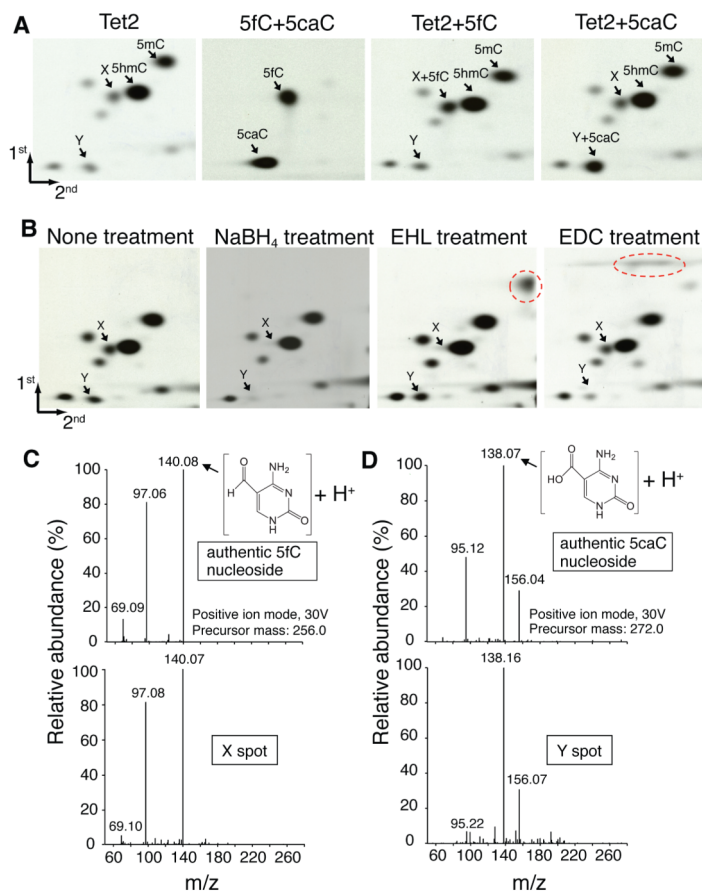 A
Tet2
5fC+5caC
Tet2+5fC
Tet2+5caC
5mC
X 5hmC
Y
5fC
5caC
5mC
X+5fC 5hmC
Y
5mC
X 5hmC
Y+5caC
1st
2nd
B
None treatment
NaBH4 treatment
EHL treatment
EDC treatment
X
Y
X
Y
X
Y
X
Y
1st
2nd
C
Relative abundance (%)
100
80
60
40
20
0
140.08
97.06
69.09
O
NH2
H
N
N
H
O
+ H+
authentic 5fC
nucleoside
Positive ion mode, 30V
Precursor mass: 256.0
Relative abundance (%)
100
80
60
40
20
0
140.07
97.08
69.10
X spot
60 100 140 180 220 260
m/z
D
100
80
60
40
20
0
138.07
95.12
156.04
O
NH2
HO
N
N
H
O
+ H+
authentic 5caC
nucleoside
Positive ion mode, 30V
Precursor mass: 272.0
100
80
60
40
20
0
138.16
156.07
95.22
Y spot
60 100 140 180 220 260
m/z